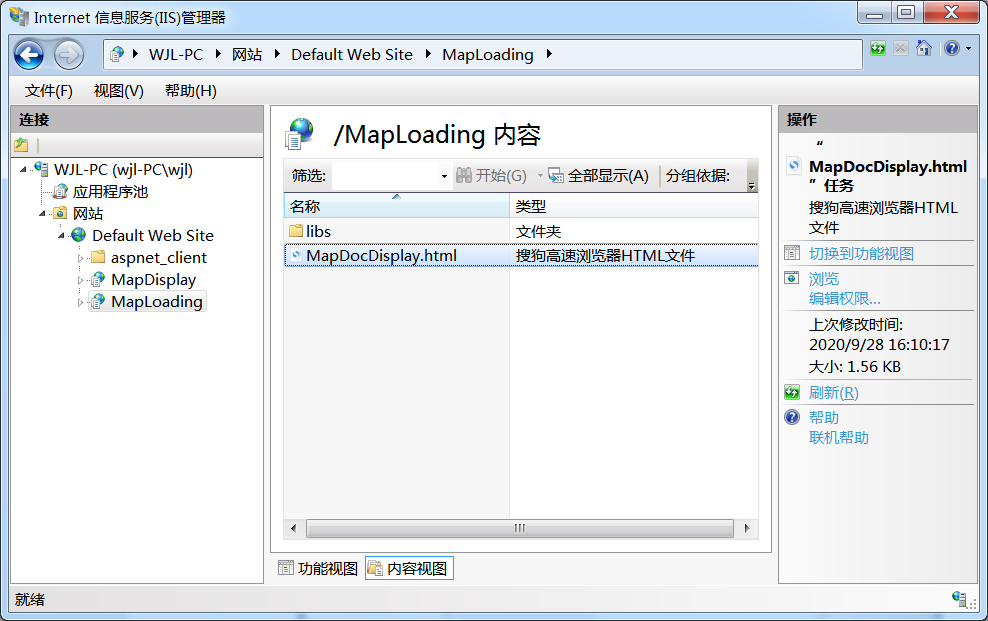 Internet 信息服务(IIS)管理器
WJL-PC 网站 Default Web Site MapLoading
文件(F) 视图(V) 帮助(H)
连接
WJL-PC (wjl-PC\wjl)
应用程序池
网站
Default Web Site
aspnet_client
MapDisplay
MapLoading
/MapLoading 内容
筛选: 开始(G) 全部显示(A) 分组依据:
名称 类型
libs 文件夹
MapDocDisplay.html 搜狗高速浏览器HTML文件
功能视图 内容视图
操作
“
MapDocDisplay.html
” 任务
搜狗高速浏览器HTML
文件
切换到功能视图
浏览
编辑权限...
上次修改时间:
2020/9/28 16:10:17
大小: 1.56 KB
刷新(R)
帮助
联机帮助
就绪